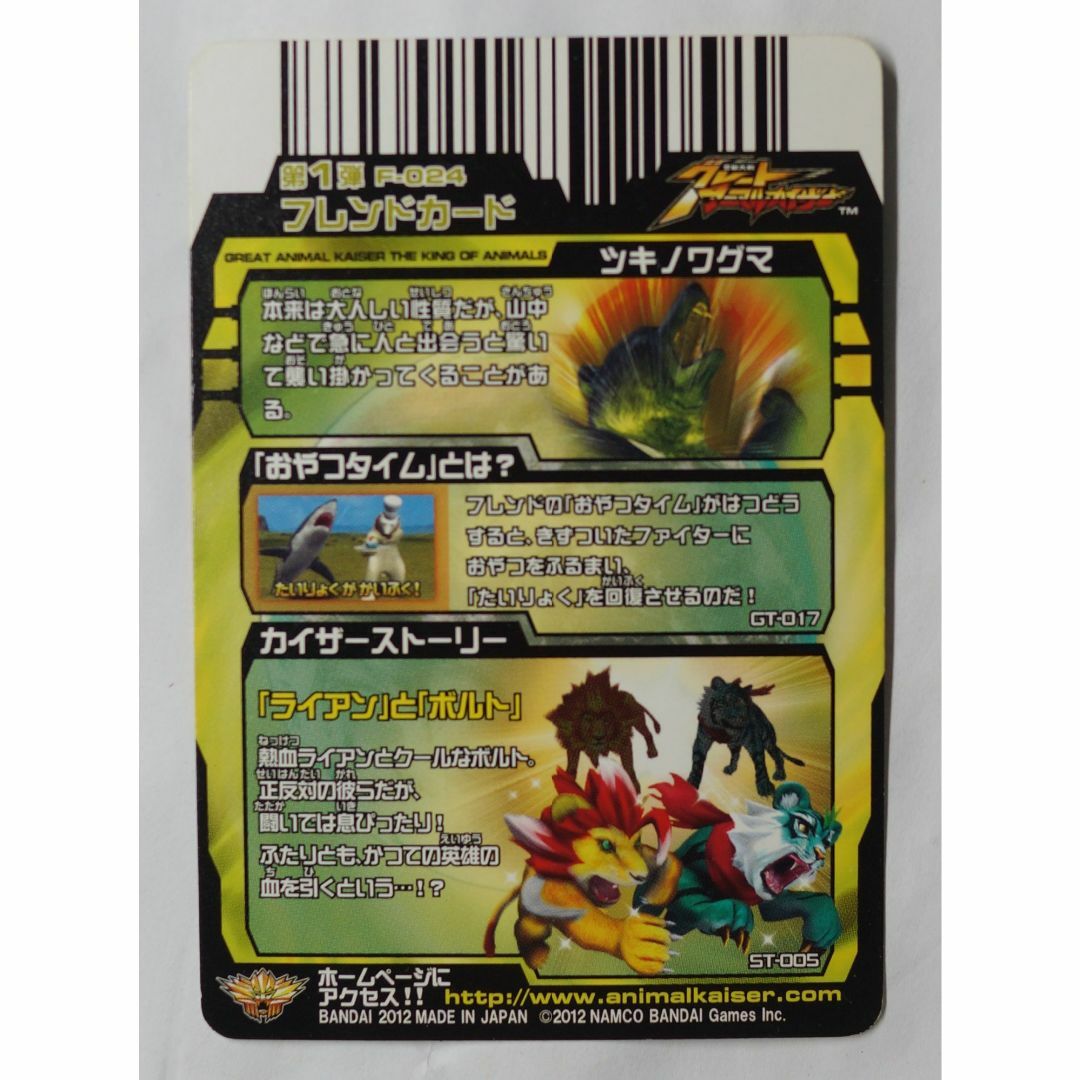 第1弾 F-024
フレンドカード
百獣大戦
グレート
アニマルカイザー
TM
GREAT ANIMAL KAISER THE KING OF ANIMALS
ツキノワグマ
本来は大人しい性質だが、山中
などで急に人と出会うと驚い
て襲い掛かってくることがあ
る。
「おやつタイム」とは？
たいりょくが かいふく！
フレンドの「おやつタイム」がはつどう
すると、きずついたファイターに
おやつをふるまい、
「たいりょく」を回復させるのだ！
GT-017
カイザーストーリー
「ライアン」と「ボルト」
熱血ライアンとクールなボルト。
正反対の彼らだが、
闘いでは息ぴったり！
ふたりとも、かつての英雄の
血を引くという…！？
ST-005
ホームページに
アクセス!! http://www.animalkaiser.com
BANDAI 2012 MADE IN JAPAN ©2012 NAMCO BANDAI Games Inc.